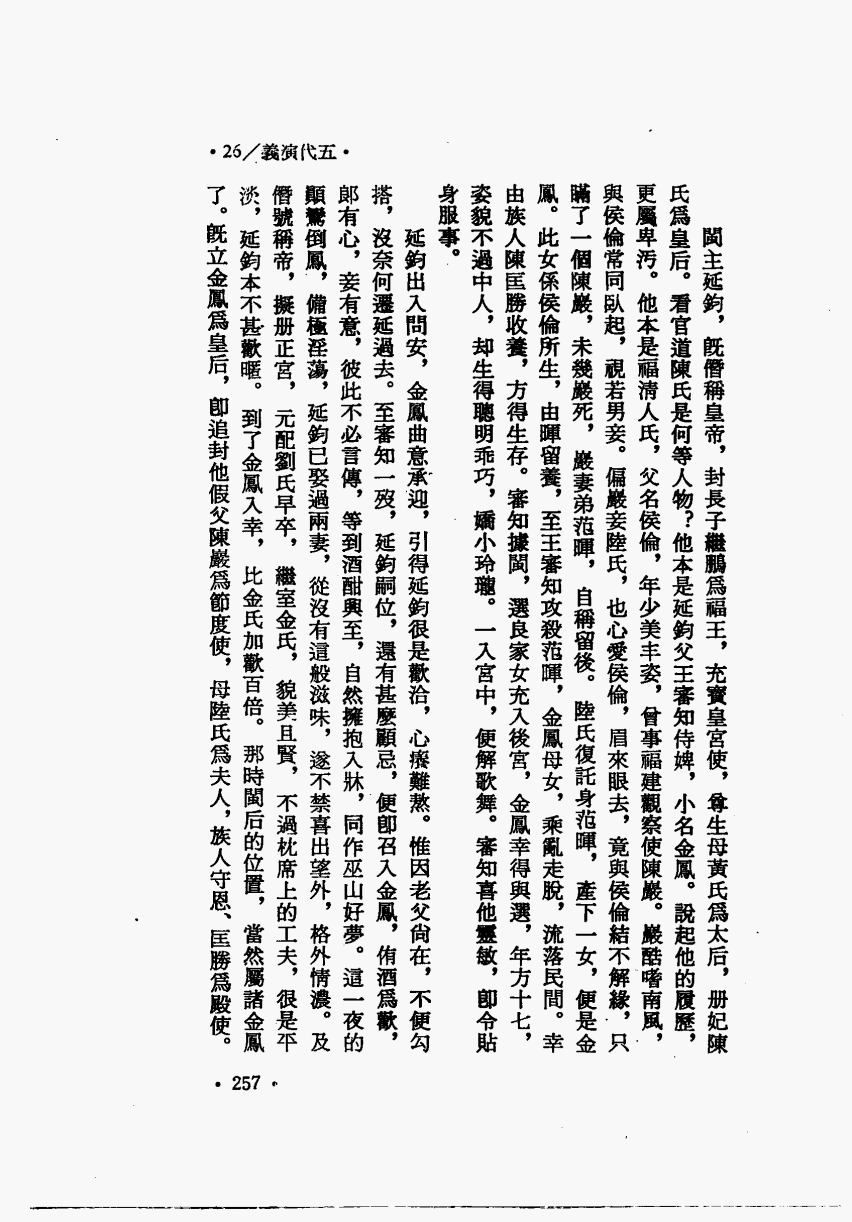 •26／義演代五•
閩主延鈞，既僭稱皇帝，封長子繼鵬爲福王，充寶皇宮使，尊生母黃氏爲太后，册妃陳
氏爲皇后。看官道陳氏是何等人物？他本是延鈞父王審知侍婢，小名金鳳。說起他的履歷，
更屬卑汚。他本是福淸人氏，父名侯倫，年少美丰姿，曾事福建觀察使陳巖。巖酷嗜南風，
與侯倫常同臥起，視若男妾。偏巖妾陸氏，也心愛侯倫，眉來眼去，竟與侯倫結不解緣，只
瞞了一個陳巖，未幾巖死，巖妻弟范暉，自稱留後。陸氏復託身范暉，產下一女，便是金
鳳。此女係侯倫所生，由暉留養，至王審知攻殺范暉，金鳳母女，乘亂走脫，流落民間。幸
由族人陳匡勝收養，方得生存。審知據閩，選良家女充入後宮，金鳳幸得與選，年方十七，
姿貌不過中人，却生得聰明乖巧，嬌小玲瓏。一入宮中，便解歌舞。審知喜他靈敏，卽令貼
身服事。
延鈞出入問安，金鳳曲意承迎，引得延鈞很是歡洽，心癢難熬。惟因老父尙在，不便勾
搭，沒奈何遷延過去。至審知一歿，延鈞嗣位，還有甚麼顧忌，便卽召入金鳳，侑酒爲歡，
郞有心，妾有意，彼此不必言傳，等到酒酣興至，自然擁抱入牀，同作巫山好夢。這一夜的
顚鸞倒鳳，備極淫蕩，延鈞已娶過兩妻，從沒有這般滋味，遂不禁喜出望外，格外情濃。及
僭號稱帝，擬册正宮，元配劉氏早卒，繼室金氏，貌美且賢，不過枕席上的工夫，很是平
淡，延鈞本不甚歡暱。到了金鳳入幸，比金氏加歡百倍。那時閩后的位置，當然屬諸金鳳
了。旣立金鳳爲皇后，卽追封他假父陳巖爲節度使，母陸氏爲夫人，族人守恩、匡勝爲殿使。
•257•